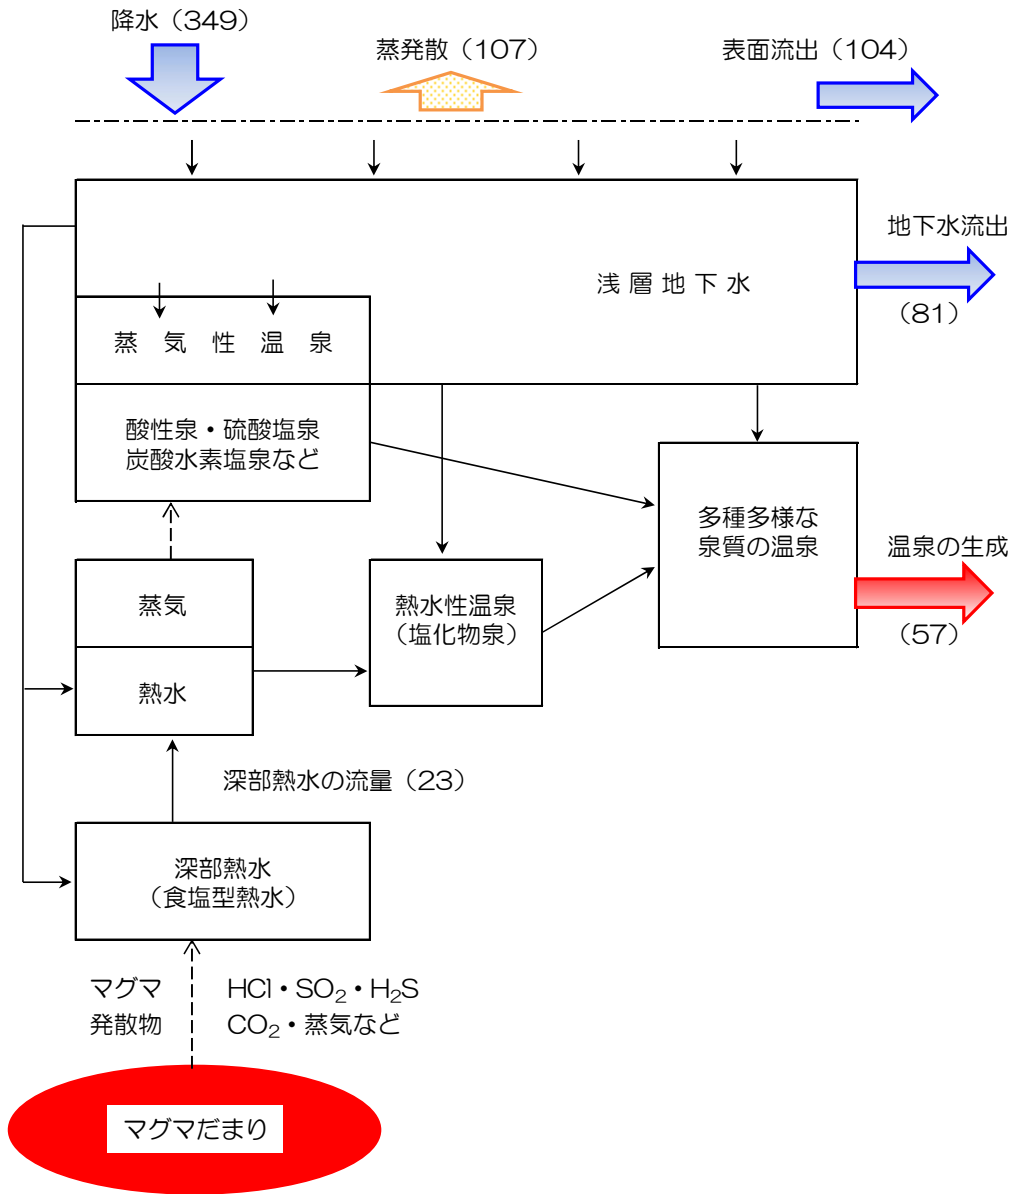 降水（349）
蒸発散（107）
表面流出（104）
地下水流出
（81）
浅層地下水
蒸気性温泉
酸性泉・硫酸塩泉
炭酸水素塩泉など
多種多様な
泉質の温泉
温泉の生成
（57）
蒸気
熱水性温泉
（塩化物泉）
熱水
深部熱水の流量（23）
深部熱水
（食塩型熱水）
マグマ
発散物
HCl・SO₂・H₂S
CO₂・蒸気など
マグマだまり